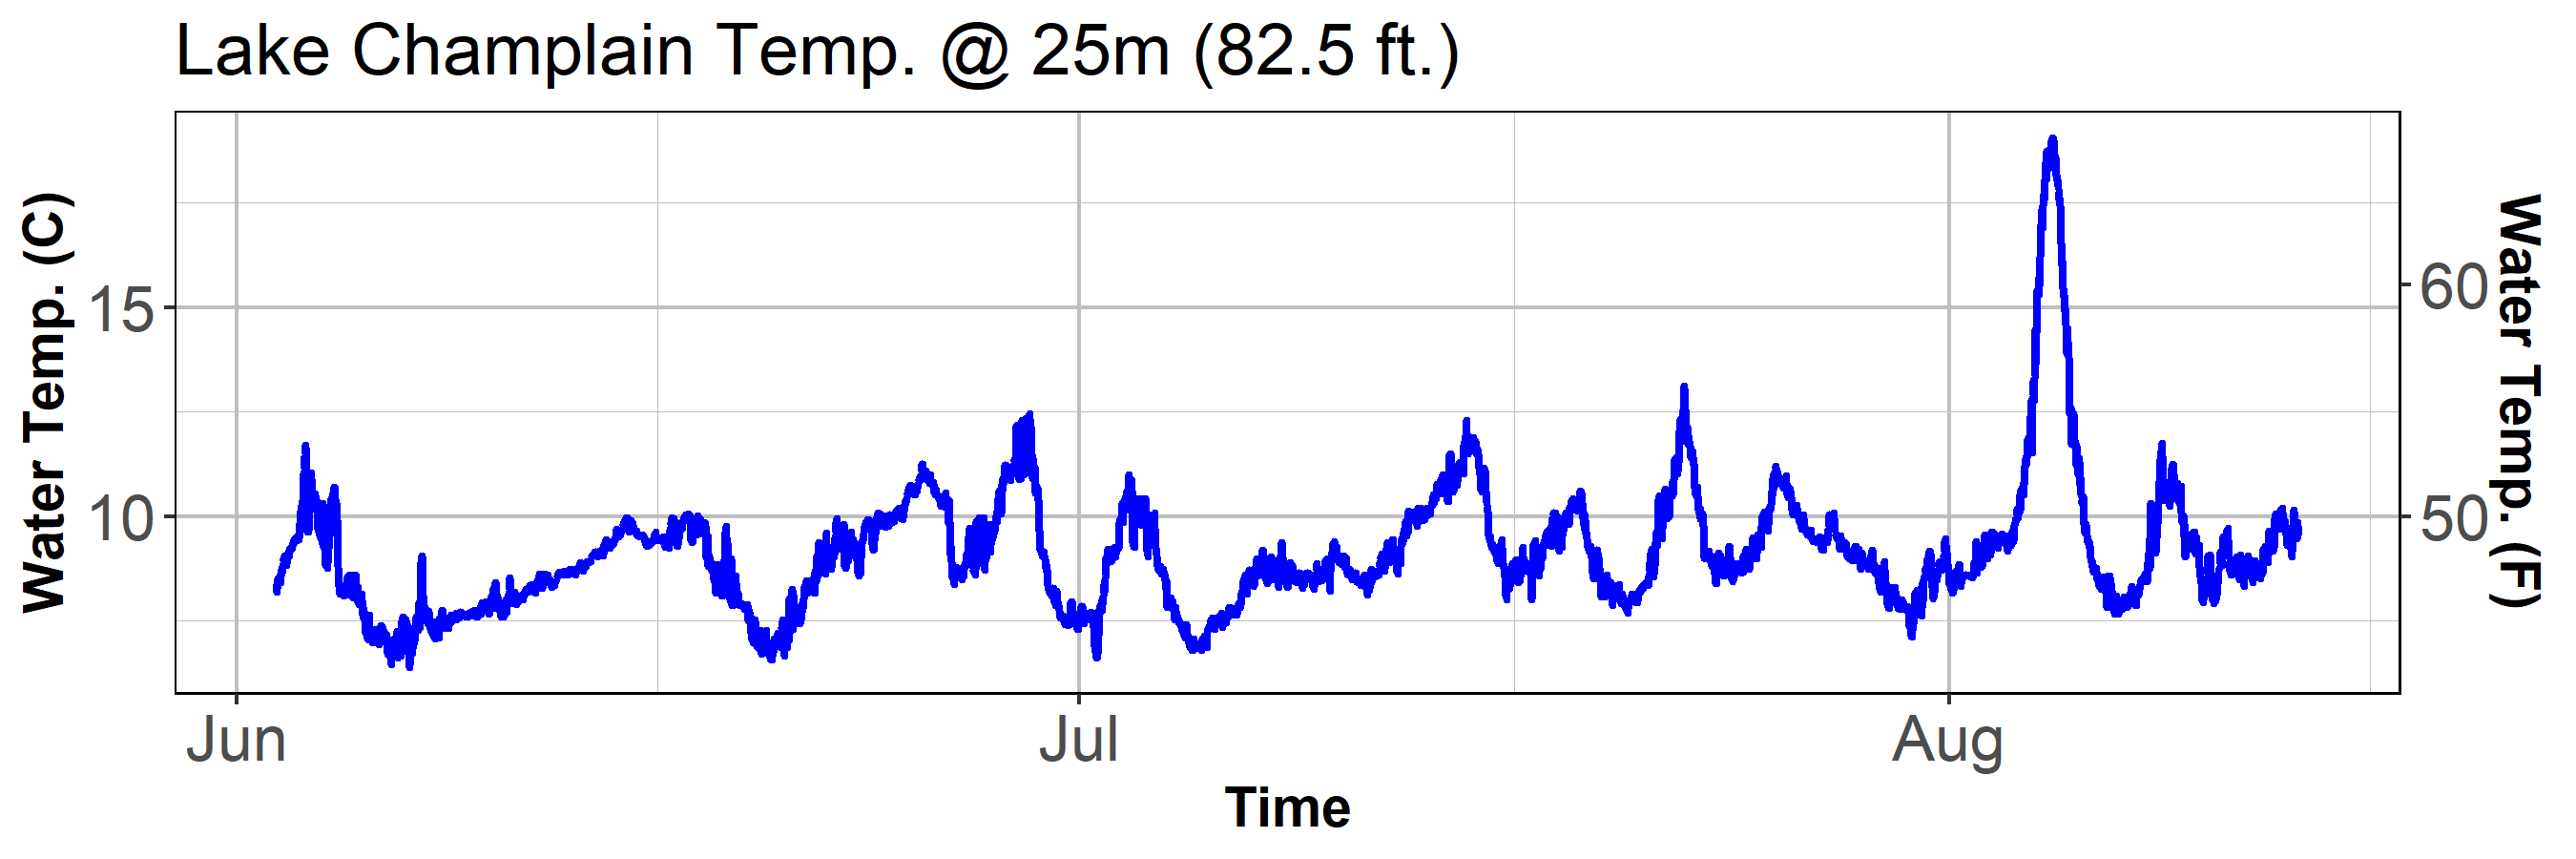 Lake Champlain Temp. @ 25m (82.5 ft.)
Water Temp. (C)
15
10
60
50
Water Temp. (F)
Jun
Jul
Aug
Time